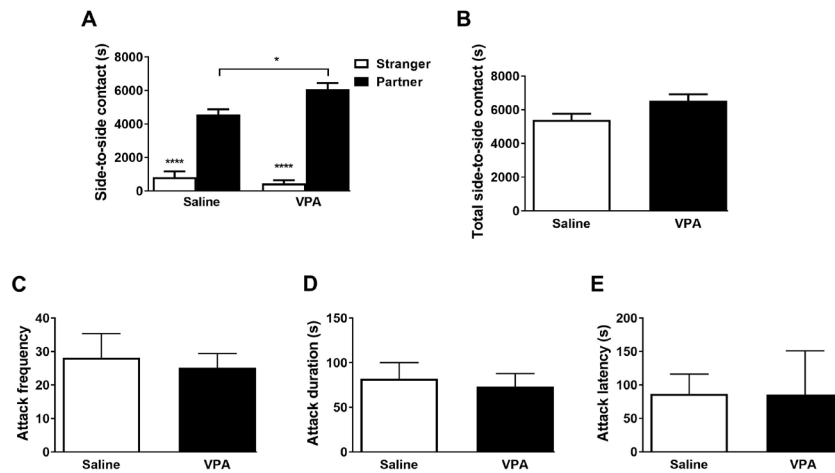 A
Side-to-side contact (s)
8000
6000
4000
2000
0
*
****
****
Saline
VPA
Stranger
Partner
B
Total side-to-side contact (s)
8000
6000
4000
2000
0
Saline
VPA
C
Attack frequency
40
30
20
10
0
Saline
VPA
D
Attack duration (s)
150
100
50
0
Saline
VPA
E
Attack latency (s)
200
150
100
50
0
Saline
VPA